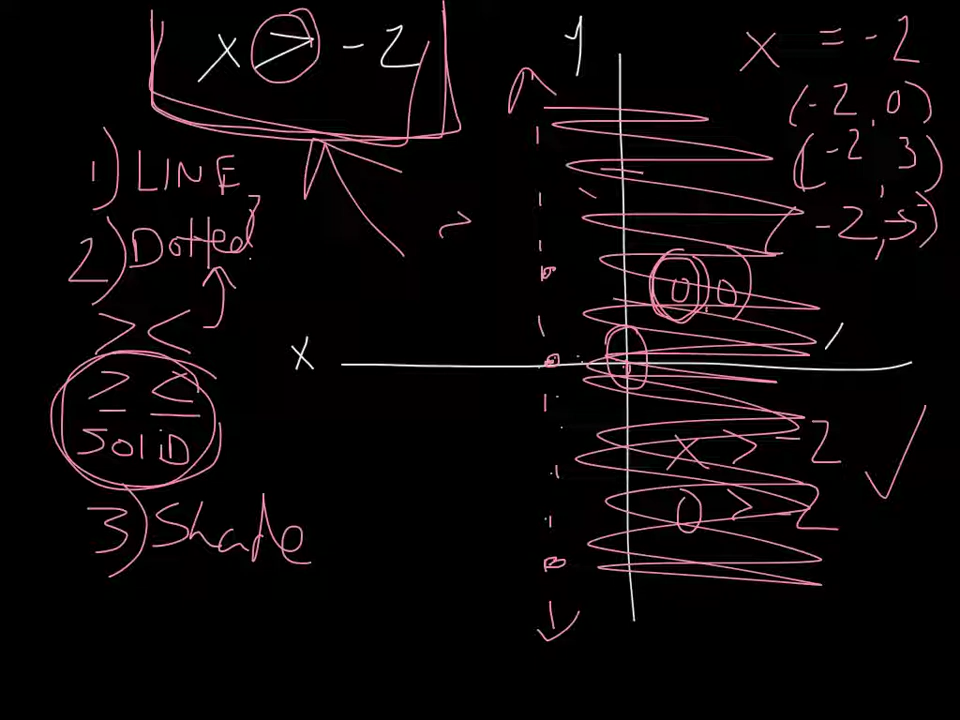 x > -2
1) LINE
2) Dotted
> <
≥ ≤
Solid
3) Shade
y
x
x = -2
(-2, 0)
(-2, 3)
(-2, -5)
0, 0
x > -2 ✓
0 > -2